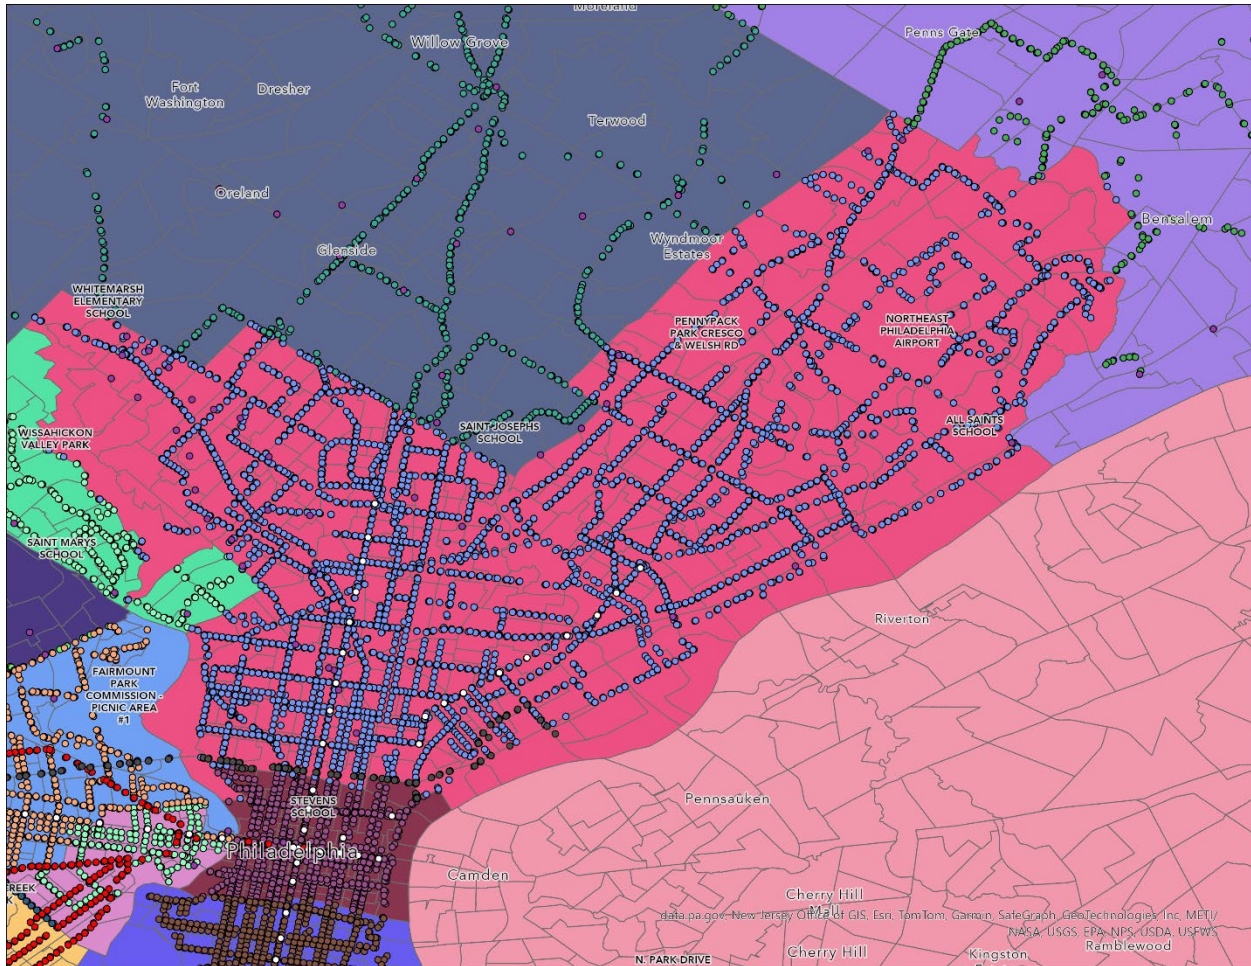 Moreland
Penns Gate
Willow Grove
Fort
Washington
Dresher
Terwood
Oreland
Bensalem
Glenside
Wyndmoor
Estates
WHITEMARSH
ELEMENTARY
SCHOOL
PENNYPACK
PARK CRESCO
& WELSH RD
NORTHEAST
PHILADELPHIA
AIRPORT
WISSAHICKON
VALLEY PARK
SAINT JOSEPHS
SCHOOL
ALL SAINTS
SCHOOL
SAINT MARYS
SCHOOL
Riverton
FAIRMOUNT
PARK
COMMISSION -
PICNIC AREA
#1
STEVENS
SCHOOL
Pennsauken
Philadelphia
Camden
CREEK
K
Cherry Hill
Mall
data.pa.gov, New Jersey Office of GIS, Esri, TomTom, Garmin, SafeGraph, GeoTechnologies, Inc, METI/
NASA, USGS, EPA, NPS, USDA, USFWS
Ramblewood
N. PARK DRIVE
Cherry Hill
Kingston